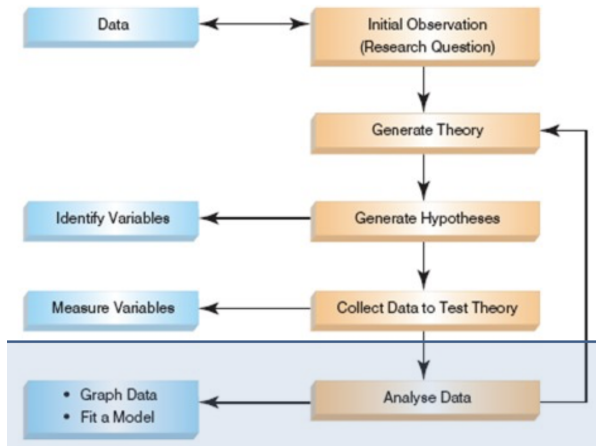 Data
Initial Observation
(Research Question)
Generate Theory
Identify Variables
Generate Hypotheses
Measure Variables
Collect Data to Test Theory
• Graph Data
• Fit a Model
Analyse Data